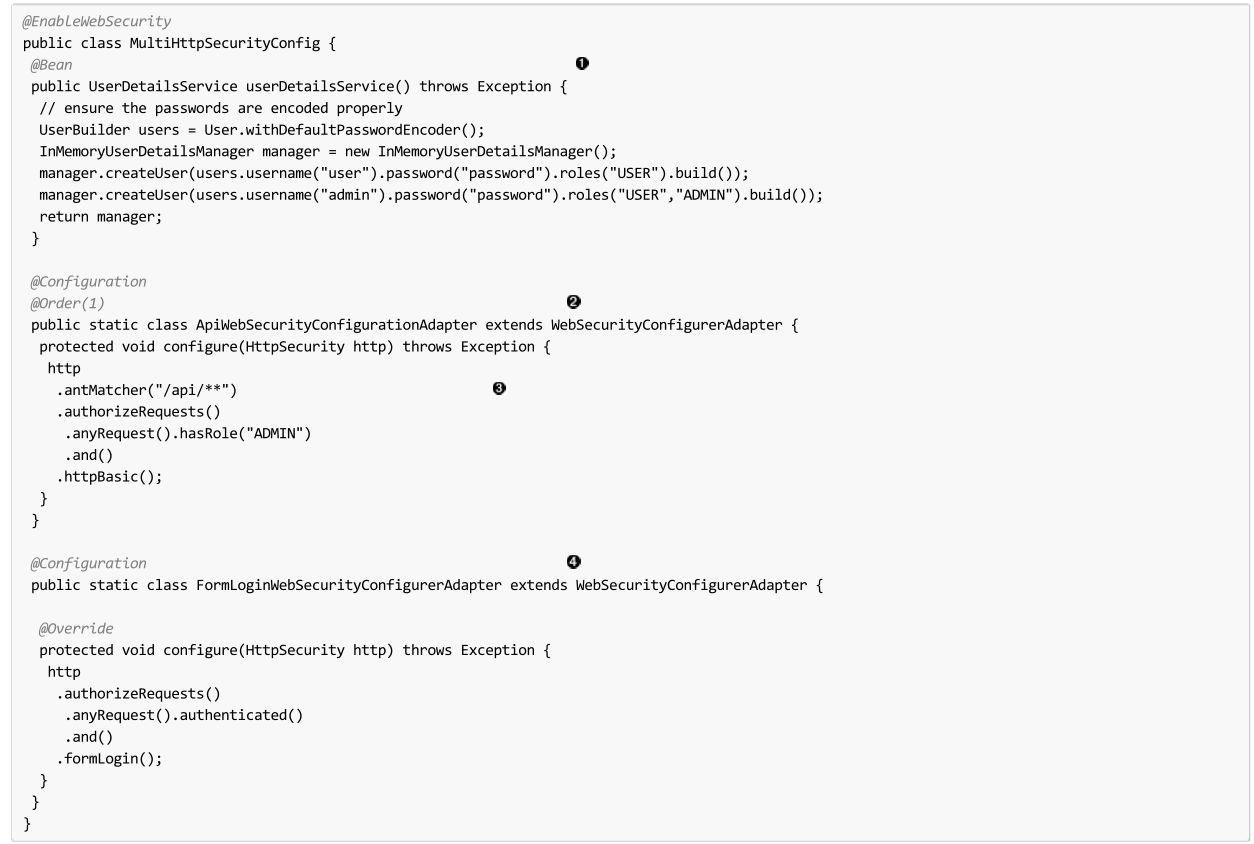 @EnableWebSecurity
public class MultiHttpSecurityConfig {
@Bean ❶
public UserDetailsService userDetailsService() throws Exception {
// ensure the passwords are encoded properly
UserBuilder users = User.withDefaultPasswordEncoder();
InMemoryUserDetailsManager manager = new InMemoryUserDetailsManager();
manager.createUser(users.username("user").password("password").roles("USER").build());
manager.createUser(users.username("admin").password("password").roles("USER","ADMIN").build());
return manager;
}
@Configuration
@Order(1) ❷
public static class ApiWebSecurityConfigurationAdapter extends WebSecurityConfigurerAdapter {
protected void configure(HttpSecurity http) throws Exception {
http
.antMatcher("/api/**") ❸
.authorizeRequests()
.anyRequest().hasRole("ADMIN")
.and()
.httpBasic();
}
}
@Configuration ❹
public static class FormLoginWebSecurityConfigurerAdapter extends WebSecurityConfigurerAdapter {
@Override
protected void configure(HttpSecurity http) throws Exception {
http
.authorizeRequests()
.anyRequest().authenticated()
.and()
.formLogin();
}
}
}